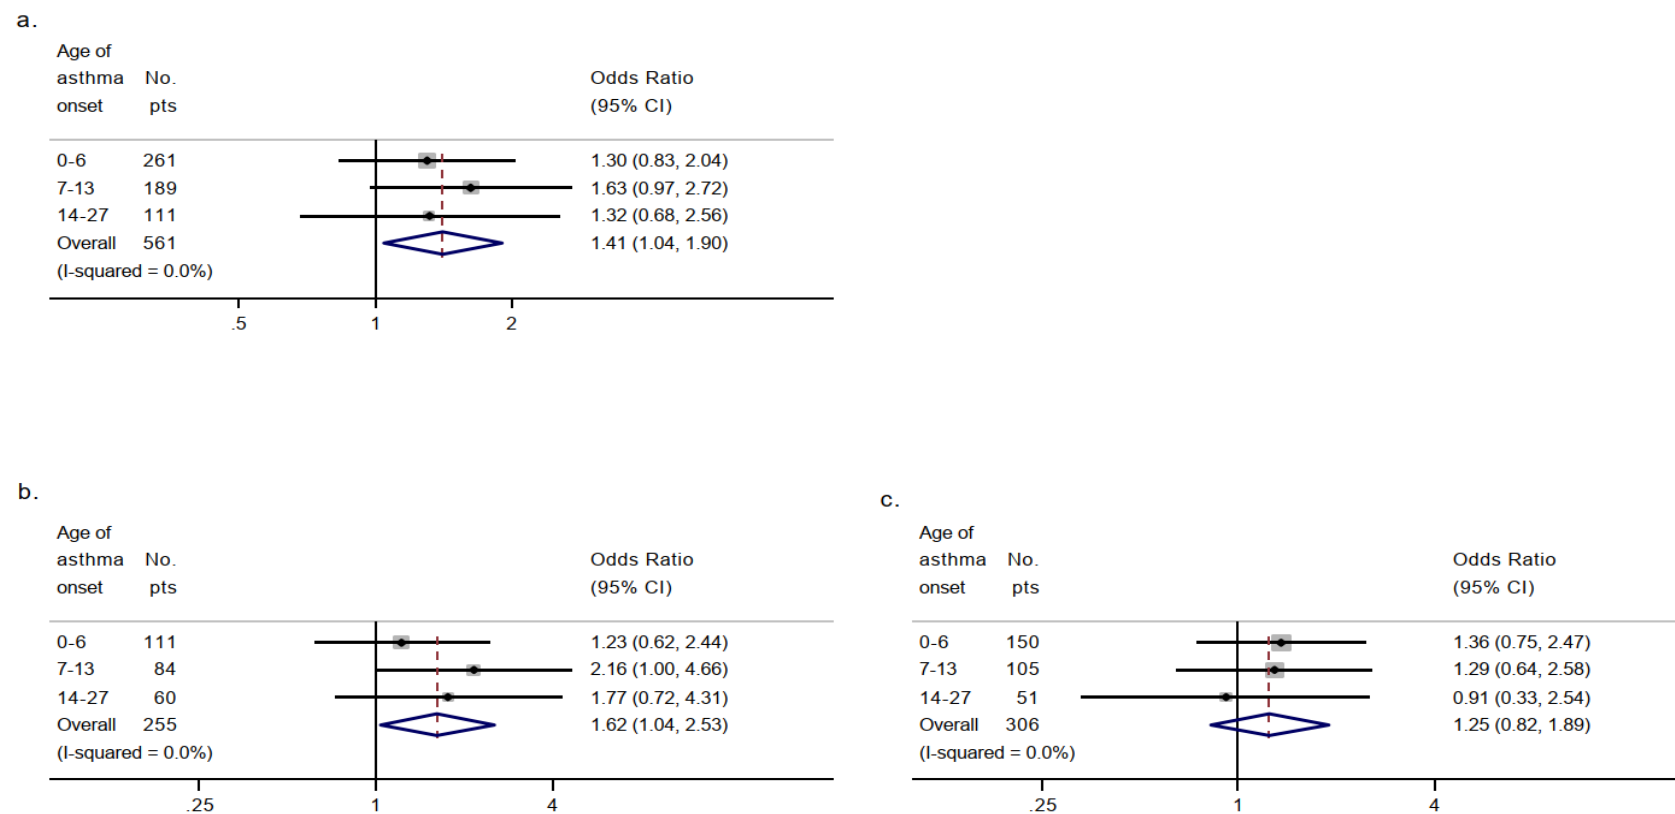 a.
Age of
asthma No. Odds Ratio
onset pts (95% CI)
0-6 261 1.30 (0.83, 2.04)
7-13 189 1.63 (0.97, 2.72)
14-27 111 1.32 (0.68, 2.56)
Overall 561 1.41 (1.04, 1.90)
(I-squared = 0.0%)
.5 1 2
b.
Age of
asthma No. Odds Ratio
onset pts (95% CI)
0-6 111 1.23 (0.62, 2.44)
7-13 84 2.16 (1.00, 4.66)
14-27 60 1.77 (0.72, 4.31)
Overall 255 1.62 (1.04, 2.53)
(I-squared = 0.0%)
.25 1 4
c.
Age of
asthma No. Odds Ratio
onset pts (95% CI)
0-6 150 1.36 (0.75, 2.47)
7-13 105 1.29 (0.64, 2.58)
14-27 51 0.91 (0.33, 2.54)
Overall 306 1.25 (0.82, 1.89)
(I-squared = 0.0%)
.25 1 4